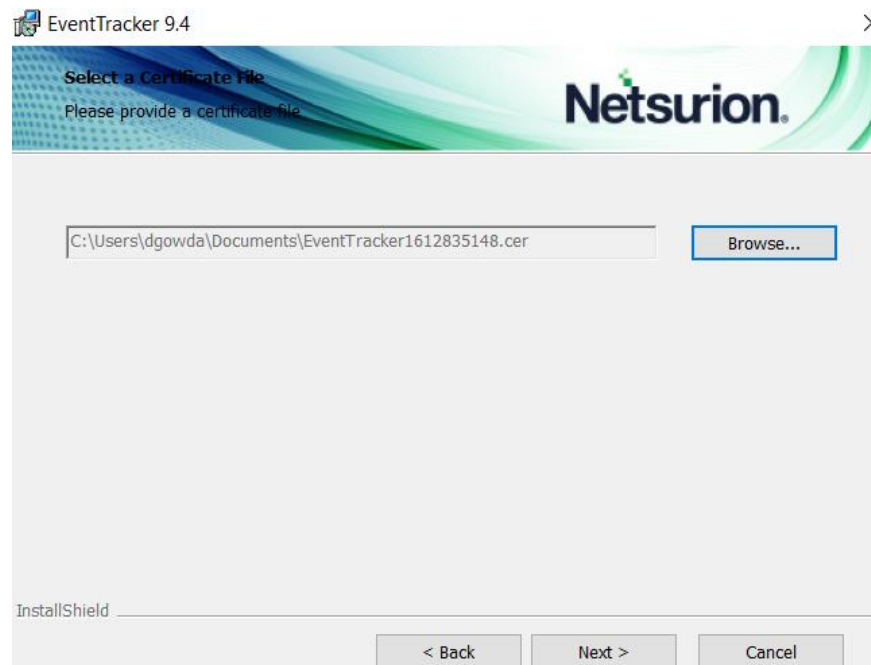 EventTracker 9.4
Select a Certificate File
Please provide a certificate file
Netsurion.
C:\Users\dgowda\Documents\EventTracker1612835148.cer
Browse...
InstallShield
< Back
Next >
Cancel